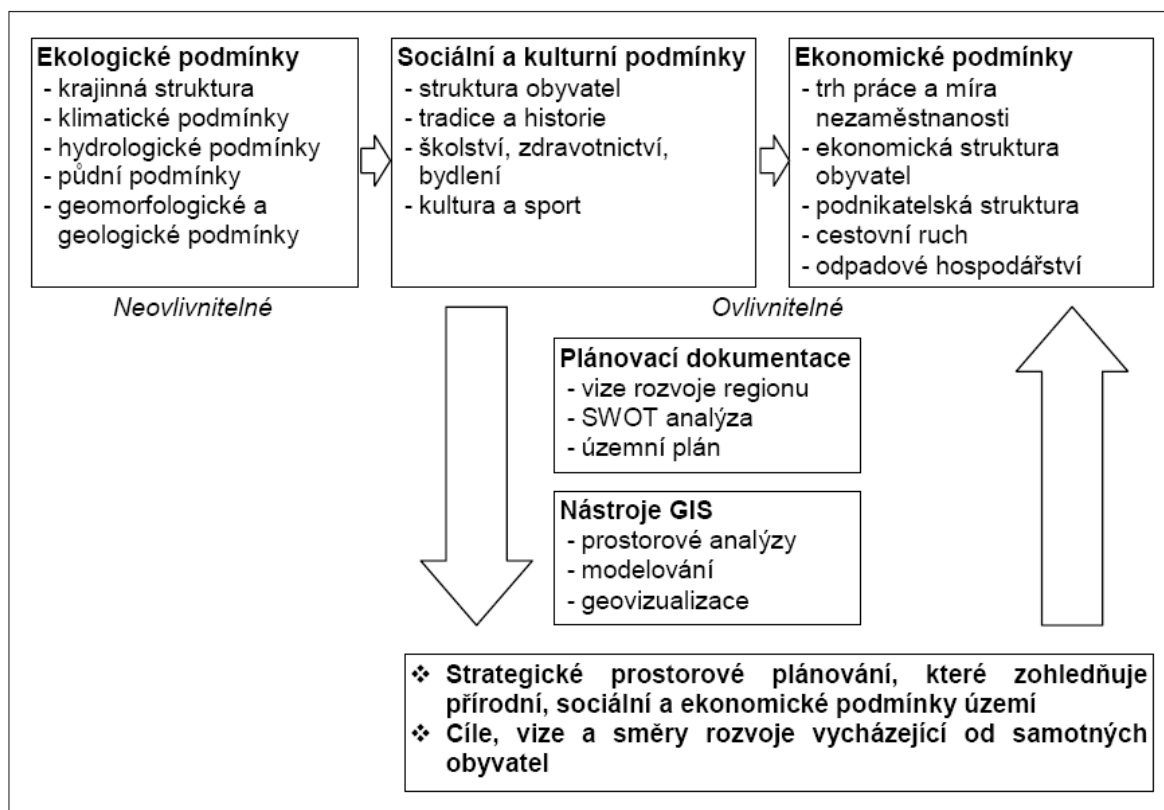 Ekologické podmínky
- krajinná struktura
- klimatické podmínky
- hydrologické podmínky
- půdní podmínky
- geomorfologické a
geologické podmínky
Sociální a kulturní podmínky
- struktura obyvatel
- tradice a historie
- školství, zdravotnictví,
bydlení
- kultura a sport
Ekonomické podmínky
- trh práce a míra
nezaměstnanosti
- ekonomická struktura
obyvatel
- podnikatelská struktura
- cestovní ruch
- odpadové hospodářství
Neovlivnitelné
Ovlivnitelné
Plánovací dokumentace
- vize rozvoje regionu
- SWOT analýza
- územní plán
Nástroje GIS
- prostorové analýzy
- modelování
- geovizualizace
❖ Strategické prostorové plánování, které zohledňuje
přírodní, sociální a ekonomické podmínky území
❖ Cíle, vize a směry rozvoje vycházející od samotných
obyvatel